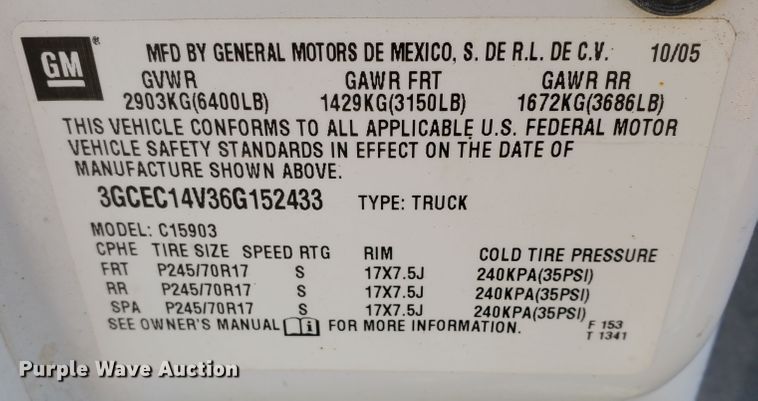 GM ®
MFD BY GENERAL MOTORS DE MEXICO, S. DE R.L. DE C.V. 10/05
GVWR GAWR FRT GAWR RR
2903KG(6400LB) 1429KG(3150LB) 1672KG(3686LB)
THIS VEHICLE CONFORMS TO ALL APPLICABLE U.S. FEDERAL MOTOR
VEHICLE SAFETY STANDARDS IN EFFECT ON THE DATE OF
MANUFACTURE SHOWN ABOVE.
3GCEC14V36G152433 TYPE: TRUCK
MODEL: C15903
CPHE TIRE SIZE SPEED RTG RIM COLD TIRE PRESSURE
FRT P245/70R17 S 17X7.5J 240KPA(35PSI)
RR P245/70R17 S 17X7.5J 240KPA(35PSI)
SPA P245/70R17 S 17X7.5J 240KPA(35PSI)
SEE OWNER'S MANUAL i FOR MORE INFORMATION. F 153
T 1341
Purple Wave Auction